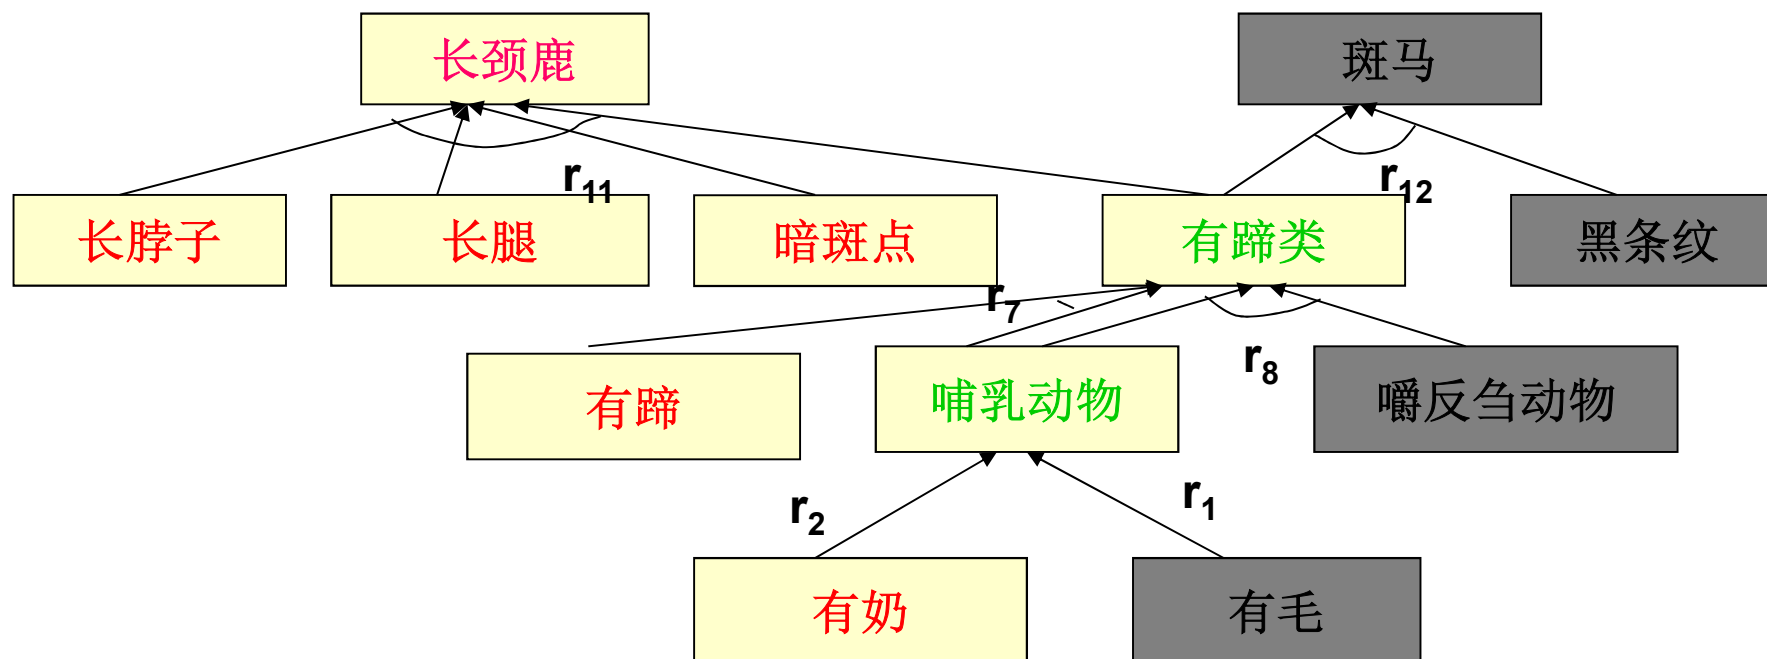 长颈鹿
斑马
r11
r12
长脖子
长腿
暗斑点
有蹄类
黑条纹
r7
r8
有蹄
哺乳动物
嚼反刍动物
r2
r1
有奶
有毛